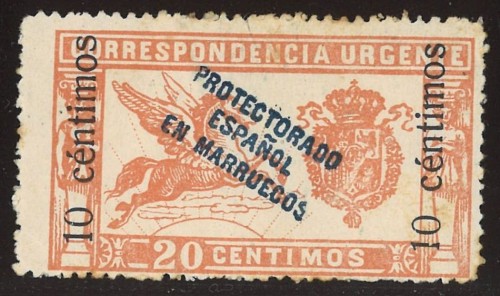 CORRESPONDENCIA URGENTE
10 céntimos
PROTECTORADO
ESPAÑOL
EN MARRUECOS
10 céntimos
20 CENTIMOS